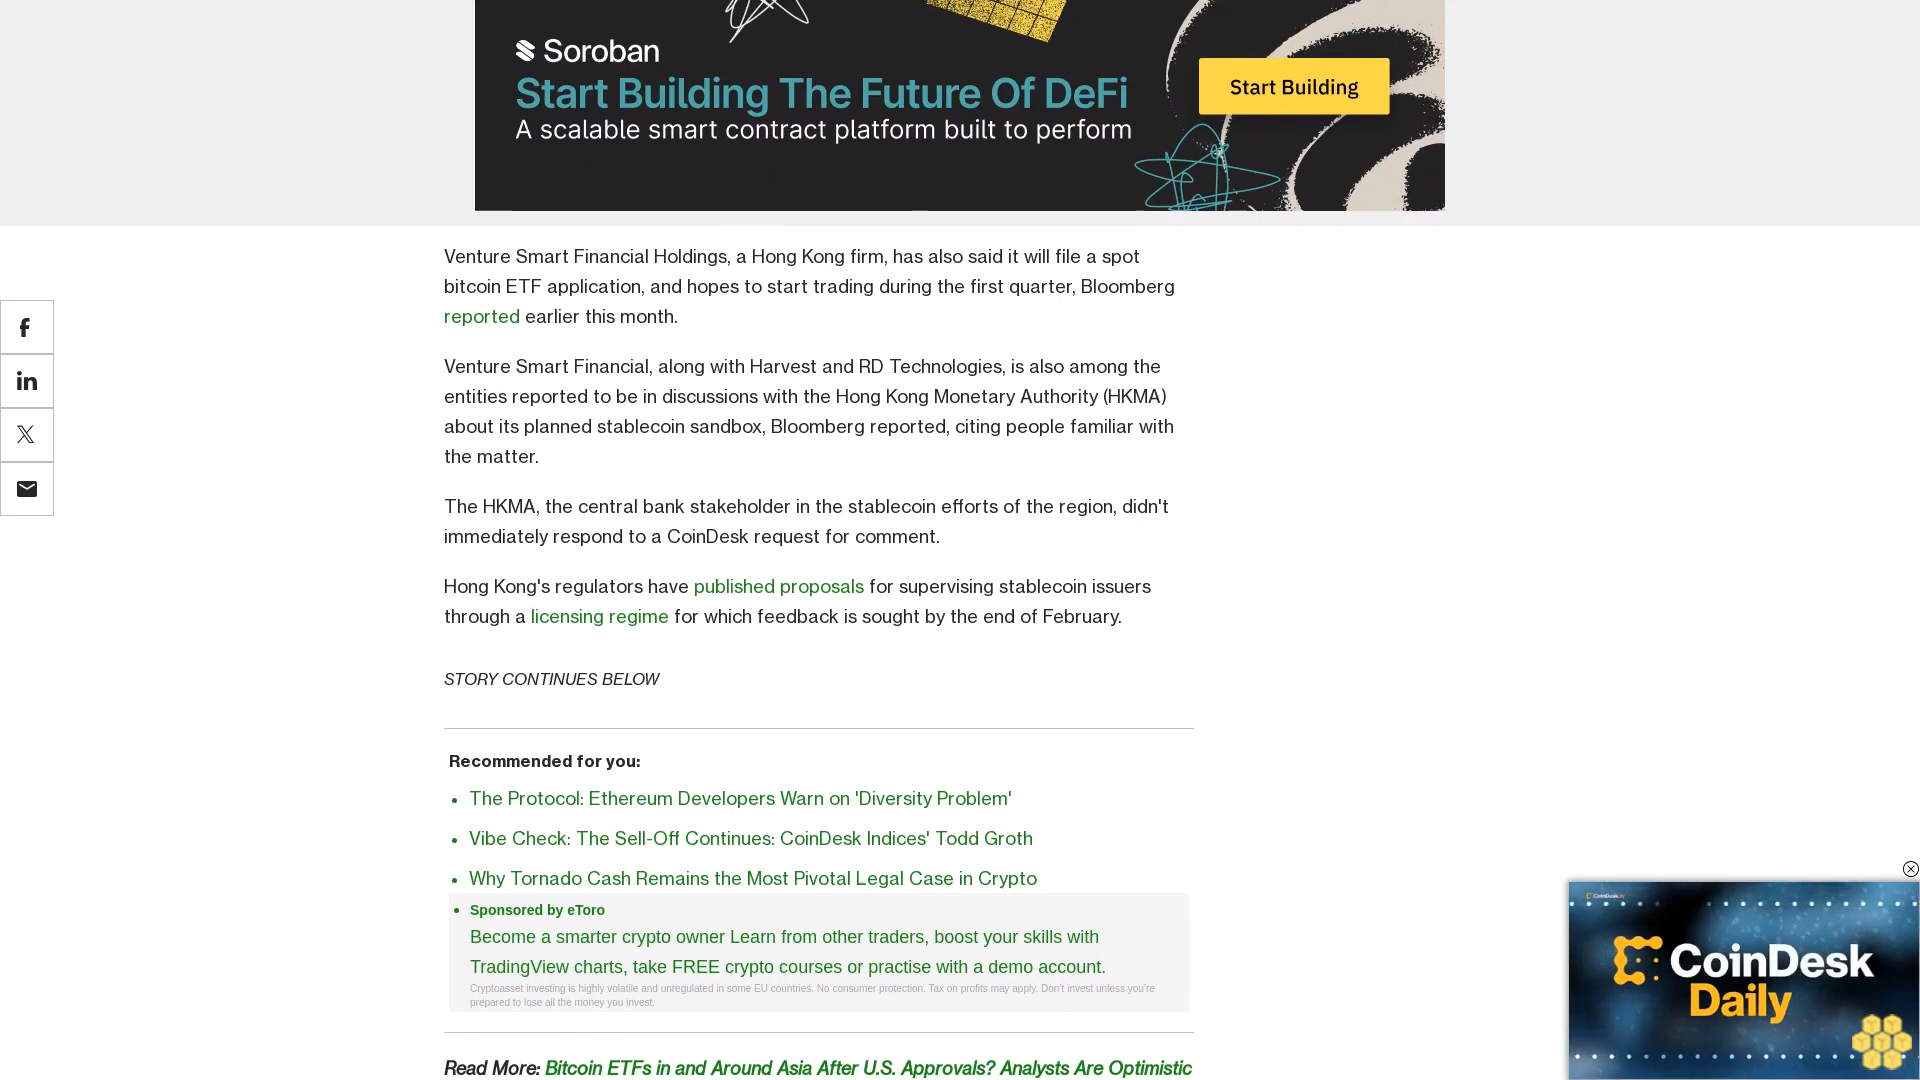 Soroban
Start Building The Future Of DeFi
A scalable smart contract platform built to perform
Start Building
Venture Smart Financial Holdings, a Hong Kong firm, has also said it will file a spot
bitcoin ETF application, and hopes to start trading during the first quarter, Bloomberg
reported earlier this month.
Venture Smart Financial, along with Harvest and RD Technologies, is also among the
entities reported to be in discussions with the Hong Kong Monetary Authority (HKMA)
about its planned stablecoin sandbox, Bloomberg reported, citing people familiar with
the matter.
The HKMA, the central bank stakeholder in the stablecoin efforts of the region, didn't
immediately respond to a CoinDesk request for comment.
Hong Kong's regulators have published proposals for supervising stablecoin issuers
through a licensing regime for which feedback is sought by the end of February.
STORY CONTINUES BELOW
Recommended for you:
• The Protocol: Ethereum Developers Warn on 'Diversity Problem'
• Vibe Check: The Sell-Off Continues: CoinDesk Indices' Todd Groth
• Why Tornado Cash Remains the Most Pivotal Legal Case in Crypto
• Sponsored by eToro
Become a smarter crypto owner Learn from other traders, boost your skills with
TradingView charts, take FREE crypto courses or practise with a demo account.
Cryptoasset investing is highly volatile and unregulated in some EU countries. No consumer protection. Tax on profits may apply. Don't invest unless you're
prepared to lose all the money you invest.
Read More: Bitcoin ETFs in and Around Asia After U.S. Approvals? Analysts Are Optimistic
CoinDesk
Daily